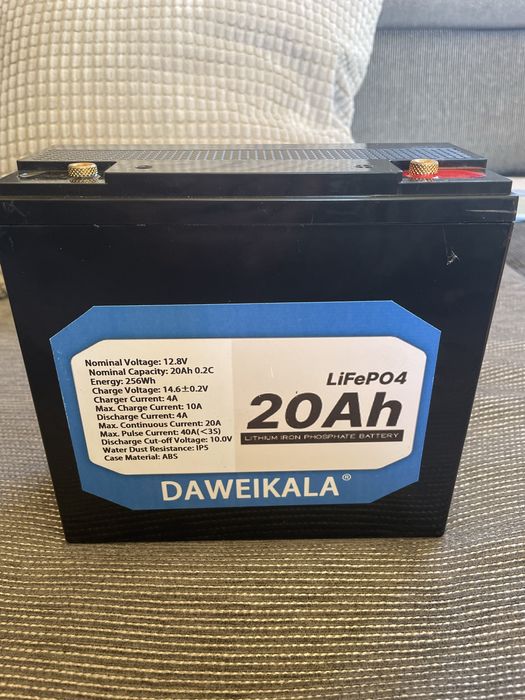 Nominal Voltage: 12.8V
Nominal Capacity: 20Ah 0.2C
Energy: 256Wh
Charge Voltage: 14.6±0.2V
Charger Current: 4A
Max. Charge Current: 10A
Discharge Current: 4A
Max. Continuous Current: 20A
Max. Pulse Current: 40A(<35)
Discharge Cut-off Voltage: 10.0V
Water Dust Resistance: IP5
Case Material: ABS
LiFePO4
20Ah
LITHIUM IRON PHOSPHATE BATTERY
DAWEIKALA®